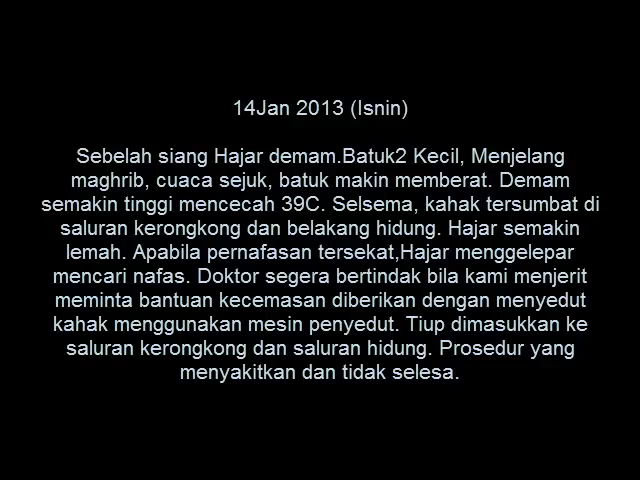 14Jan 2013 (Isnin)
Sebelah siang Hajar demam.Batuk2 Kecil, Menjelang
maghrib, cuaca sejuk, batuk makin memberat. Demam
semakin tinggi mencecah 39C. Selsema, kahak tersumbat di
saluran kerongkong dan belakang hidung. Hajar semakin
lemah. Apabila pernafasan tersekat,Hajar menggelepar
mencari nafas. Doktor segera bertindak bila kami menjerit
meminta bantuan kecemasan diberikan dengan menyedut
kahak menggunakan mesin penyedut. Tiup dimasukkan ke
saluran kerongkong dan saluran hidung. Prosedur yang
menyakitkan dan tidak selesa.